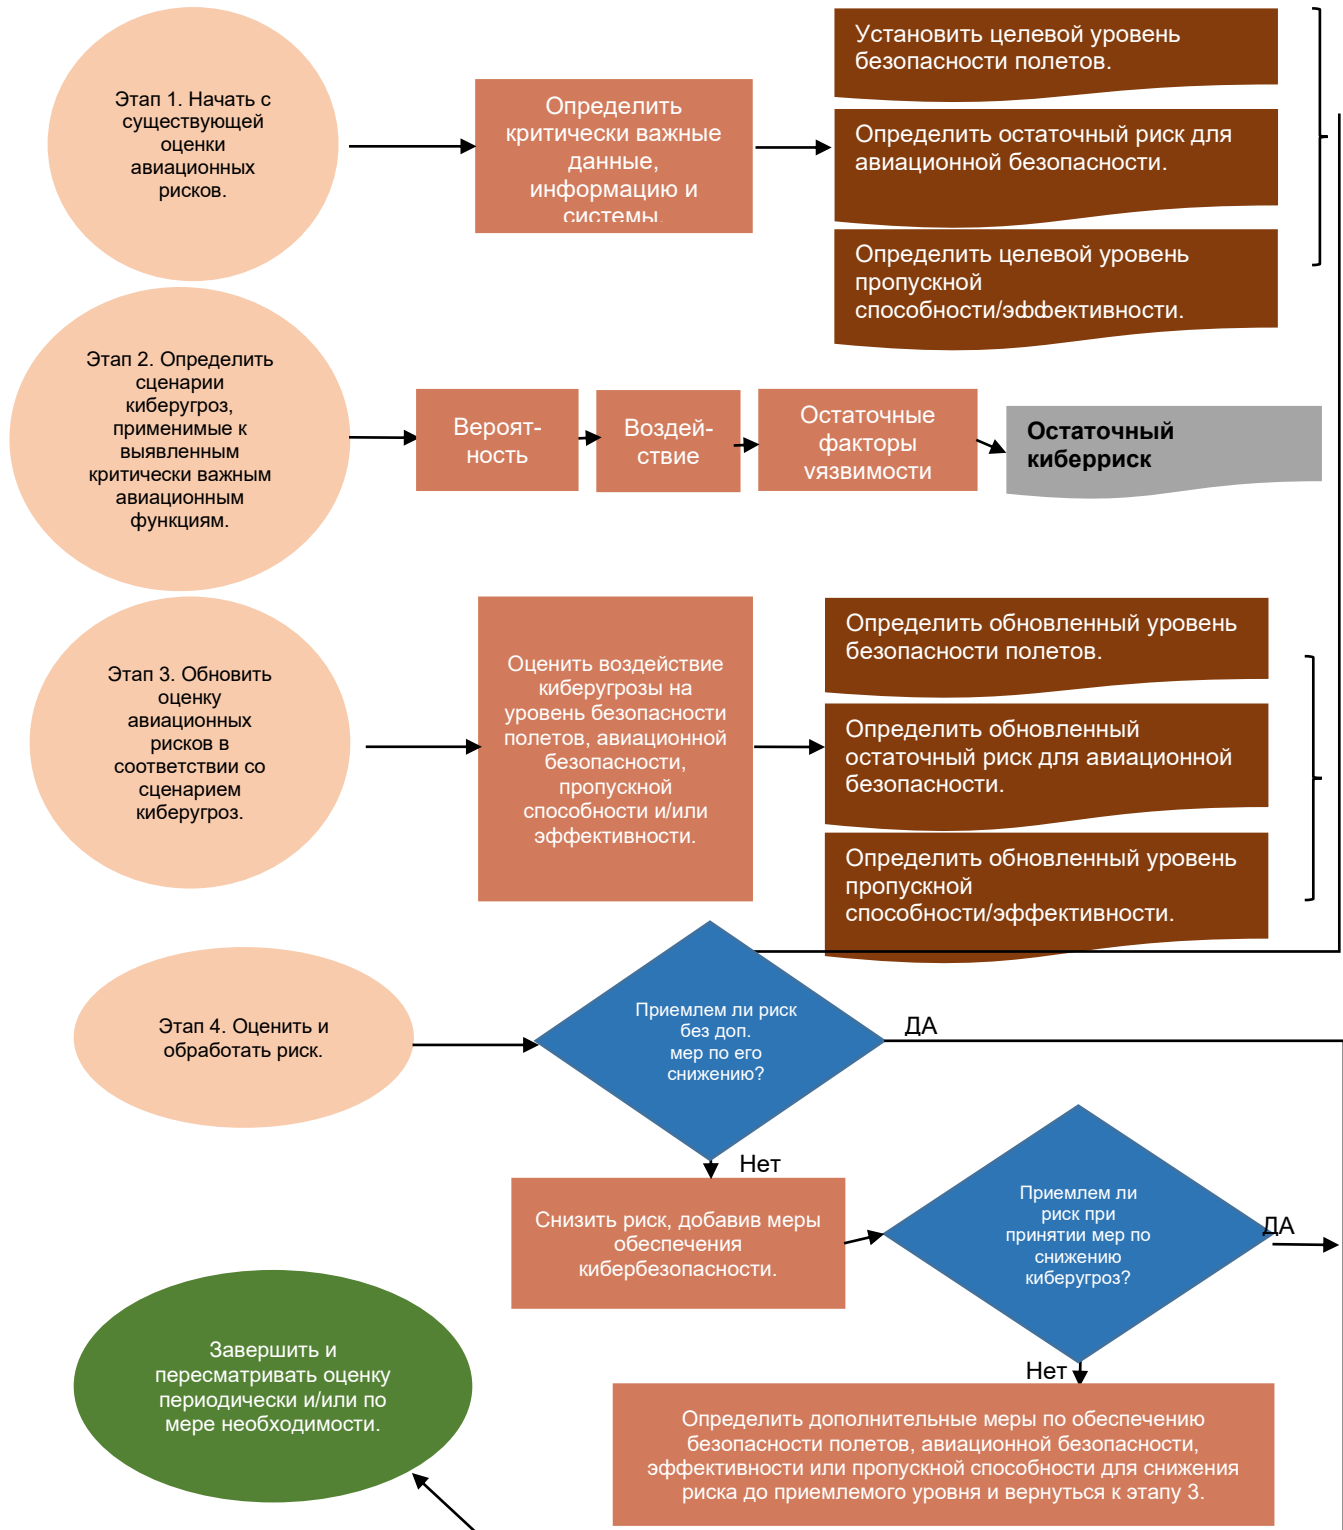 Этап 1. Начать с
существующей
оценки
авиационных
рисков.
Определить
критически важные
данные,
информацию и
системы.
Установить целевой уровень
безопасности полетов.
Определить остаточный риск для
авиационной безопасности.
Определить целевой уровень
пропускной
способности/эффективности.
Этап 2. Определить
сценарии
киберугроз,
применимые к
выявленным
критически важным
авиационным
функциям.
Вероят-
ность
Воздей-
ствие
Остаточные
факторы
уязвимости
Остаточный
киберриск
Этап 3. Обновить
оценку
авиационных
рисков в
соответствии со
сценарием
киберугроз.
Оценить воздействие
киберугрозы на
уровень безопасности
полетов, авиационной
безопасности,
пропускной
способности и/или
эффективности.
Определить обновленный уровень
безопасности полетов.
Определить обновленный
остаточный риск для авиационной
безопасности.
Определить обновленный уровень
пропускной
способности/эффективности.
Этап 4. Оценить и
обработать риск.
Приемлем ли риск
без доп.
мер по его
снижению?
ДА
Нет
Снизить риск, добавив меры
обеспечения
кибербезопасности.
Приемлем ли
риск при
принятии мер по
снижению
киберугроз?
ДА
Нет
Завершить и
пересматривать оценку
периодически и/или по
мере необходимости.
Определить дополнительные меры по обеспечению
безопасности полетов, авиационной безопасности,
эффективности или пропускной способности для снижения
риска до приемлемого уровня и вернуться к этапу 3.